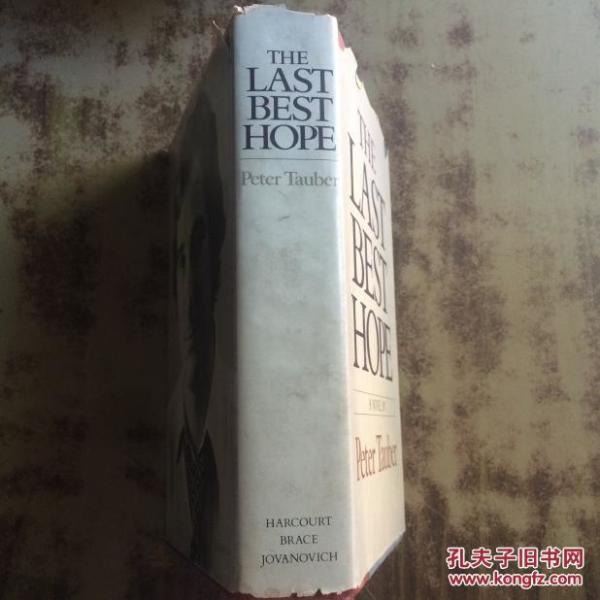 THE
LAST
BEST
HOPE
Peter Tauber
HARCOURT
BRACE
JOVANOVICH
THE
LAST
BEST
HOPE
A NOVEL BY
Peter Tauber
孔夫子旧书网
www.kongfz.com